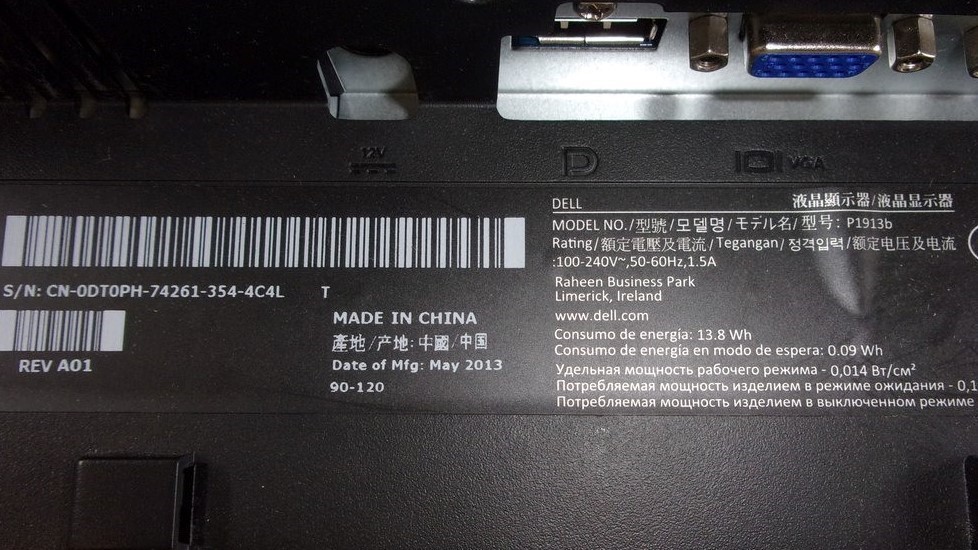 12V
VGA
S/N: CN-0DT0PH-74261-354-4C4L T
REV A01
MADE IN CHINA
產地/产地: 中國/中国
Date of Mfg: May 2013
90-120
DELL 液晶顯示器/液晶显示器
MODEL NO./型號/모델명/モデル名/型号: P1913b
Rating/額定電壓及電流/Tegangan/정격입력/额定电压及电流
:100-240V~,50-60Hz,1.5A
Raheen Business Park
Limerick, Ireland
www.dell.com
Consumo de energía: 13.8 Wh
Consumo de energía en modo de espera: 0.09 Wh
Удельная мощность рабочего режима - 0,014 Вт/см²
Потребляемая мощность изделием в режиме ожидания - 0,1
Потребляемая мощность изделием в выключенном режиме